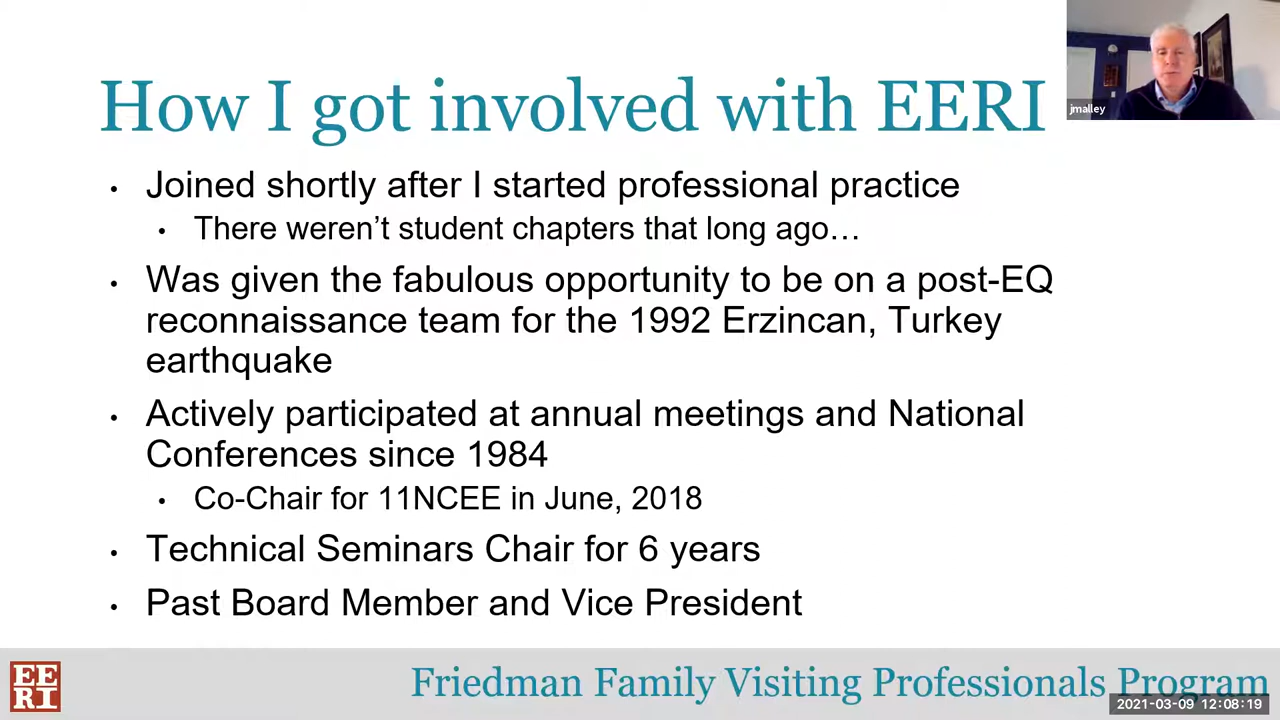 How I got involved with EERI
jmalley
• Joined shortly after I started professional practice
• There weren’t student chapters that long ago…
• Was given the fabulous opportunity to be on a post-EQ
reconnaissance team for the 1992 Erzincan, Turkey
earthquake
• Actively participated at annual meetings and National
Conferences since 1984
• Co-Chair for 11NCEE in June, 2018
• Technical Seminars Chair for 6 years
• Past Board Member and Vice President
EE
RI
Friedman Family Visiting Professionals Program
2021-03-09 12:08:19